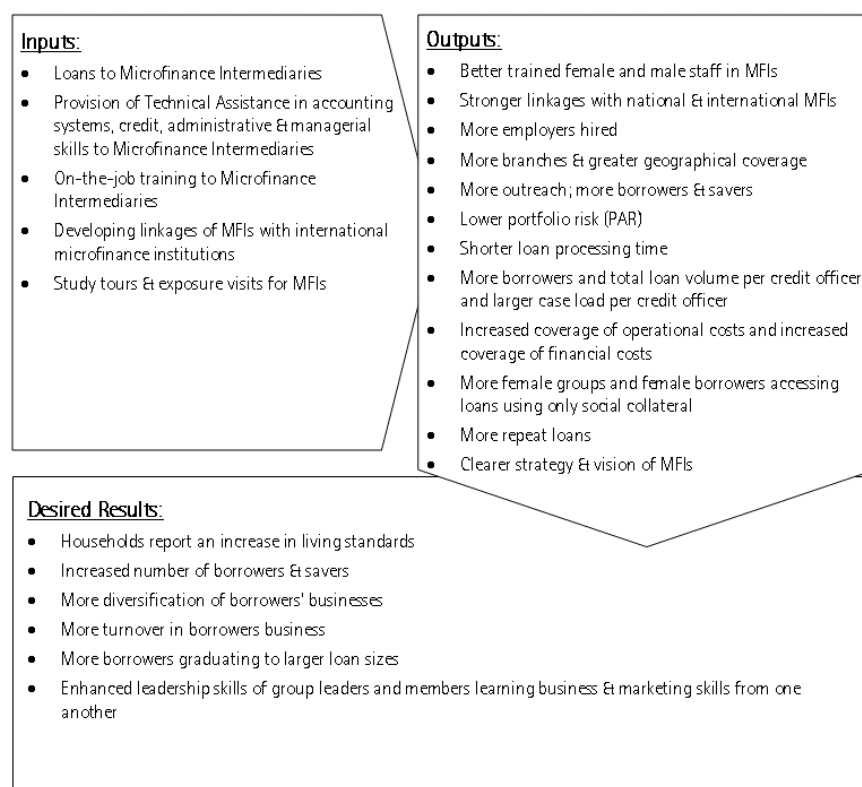 Inputs:
• Loans to Microfinance Intermediaries
• Provision of Technical Assistance in accounting
systems, credit, administrative & managerial
skills to Microfinance Intermediaries
• On-the-job training to Microfinance
Intermediaries
• Developing linkages of MFIs with international
microfinance institutions
• Study tours & exposure visits for MFIs
Outputs:
• Better trained female and male staff in MFIs
• Stronger linkages with national & international MFIs
• More employers hired
• More branches & greater geographical coverage
• More outreach; more borrowers & savers
• Lower portfolio risk (PAR)
• Shorter loan processing time
• More borrowers and total loan volume per credit officer
and larger case load per credit officer
• Increased coverage of operational costs and increased
coverage of financial costs
• More female groups and female borrowers accessing
loans using only social collateral
• More repeat loans
• Clearer strategy & vision of MFIs
Desired Results:
• Households report an increase in living standards
• Increased number of borrowers & savers
• More diversification of borrowers' businesses
• More turnover in borrowers business
• More borrowers graduating to larger loan sizes
• Enhanced leadership skills of group leaders and members learning business & marketing skills from one
another